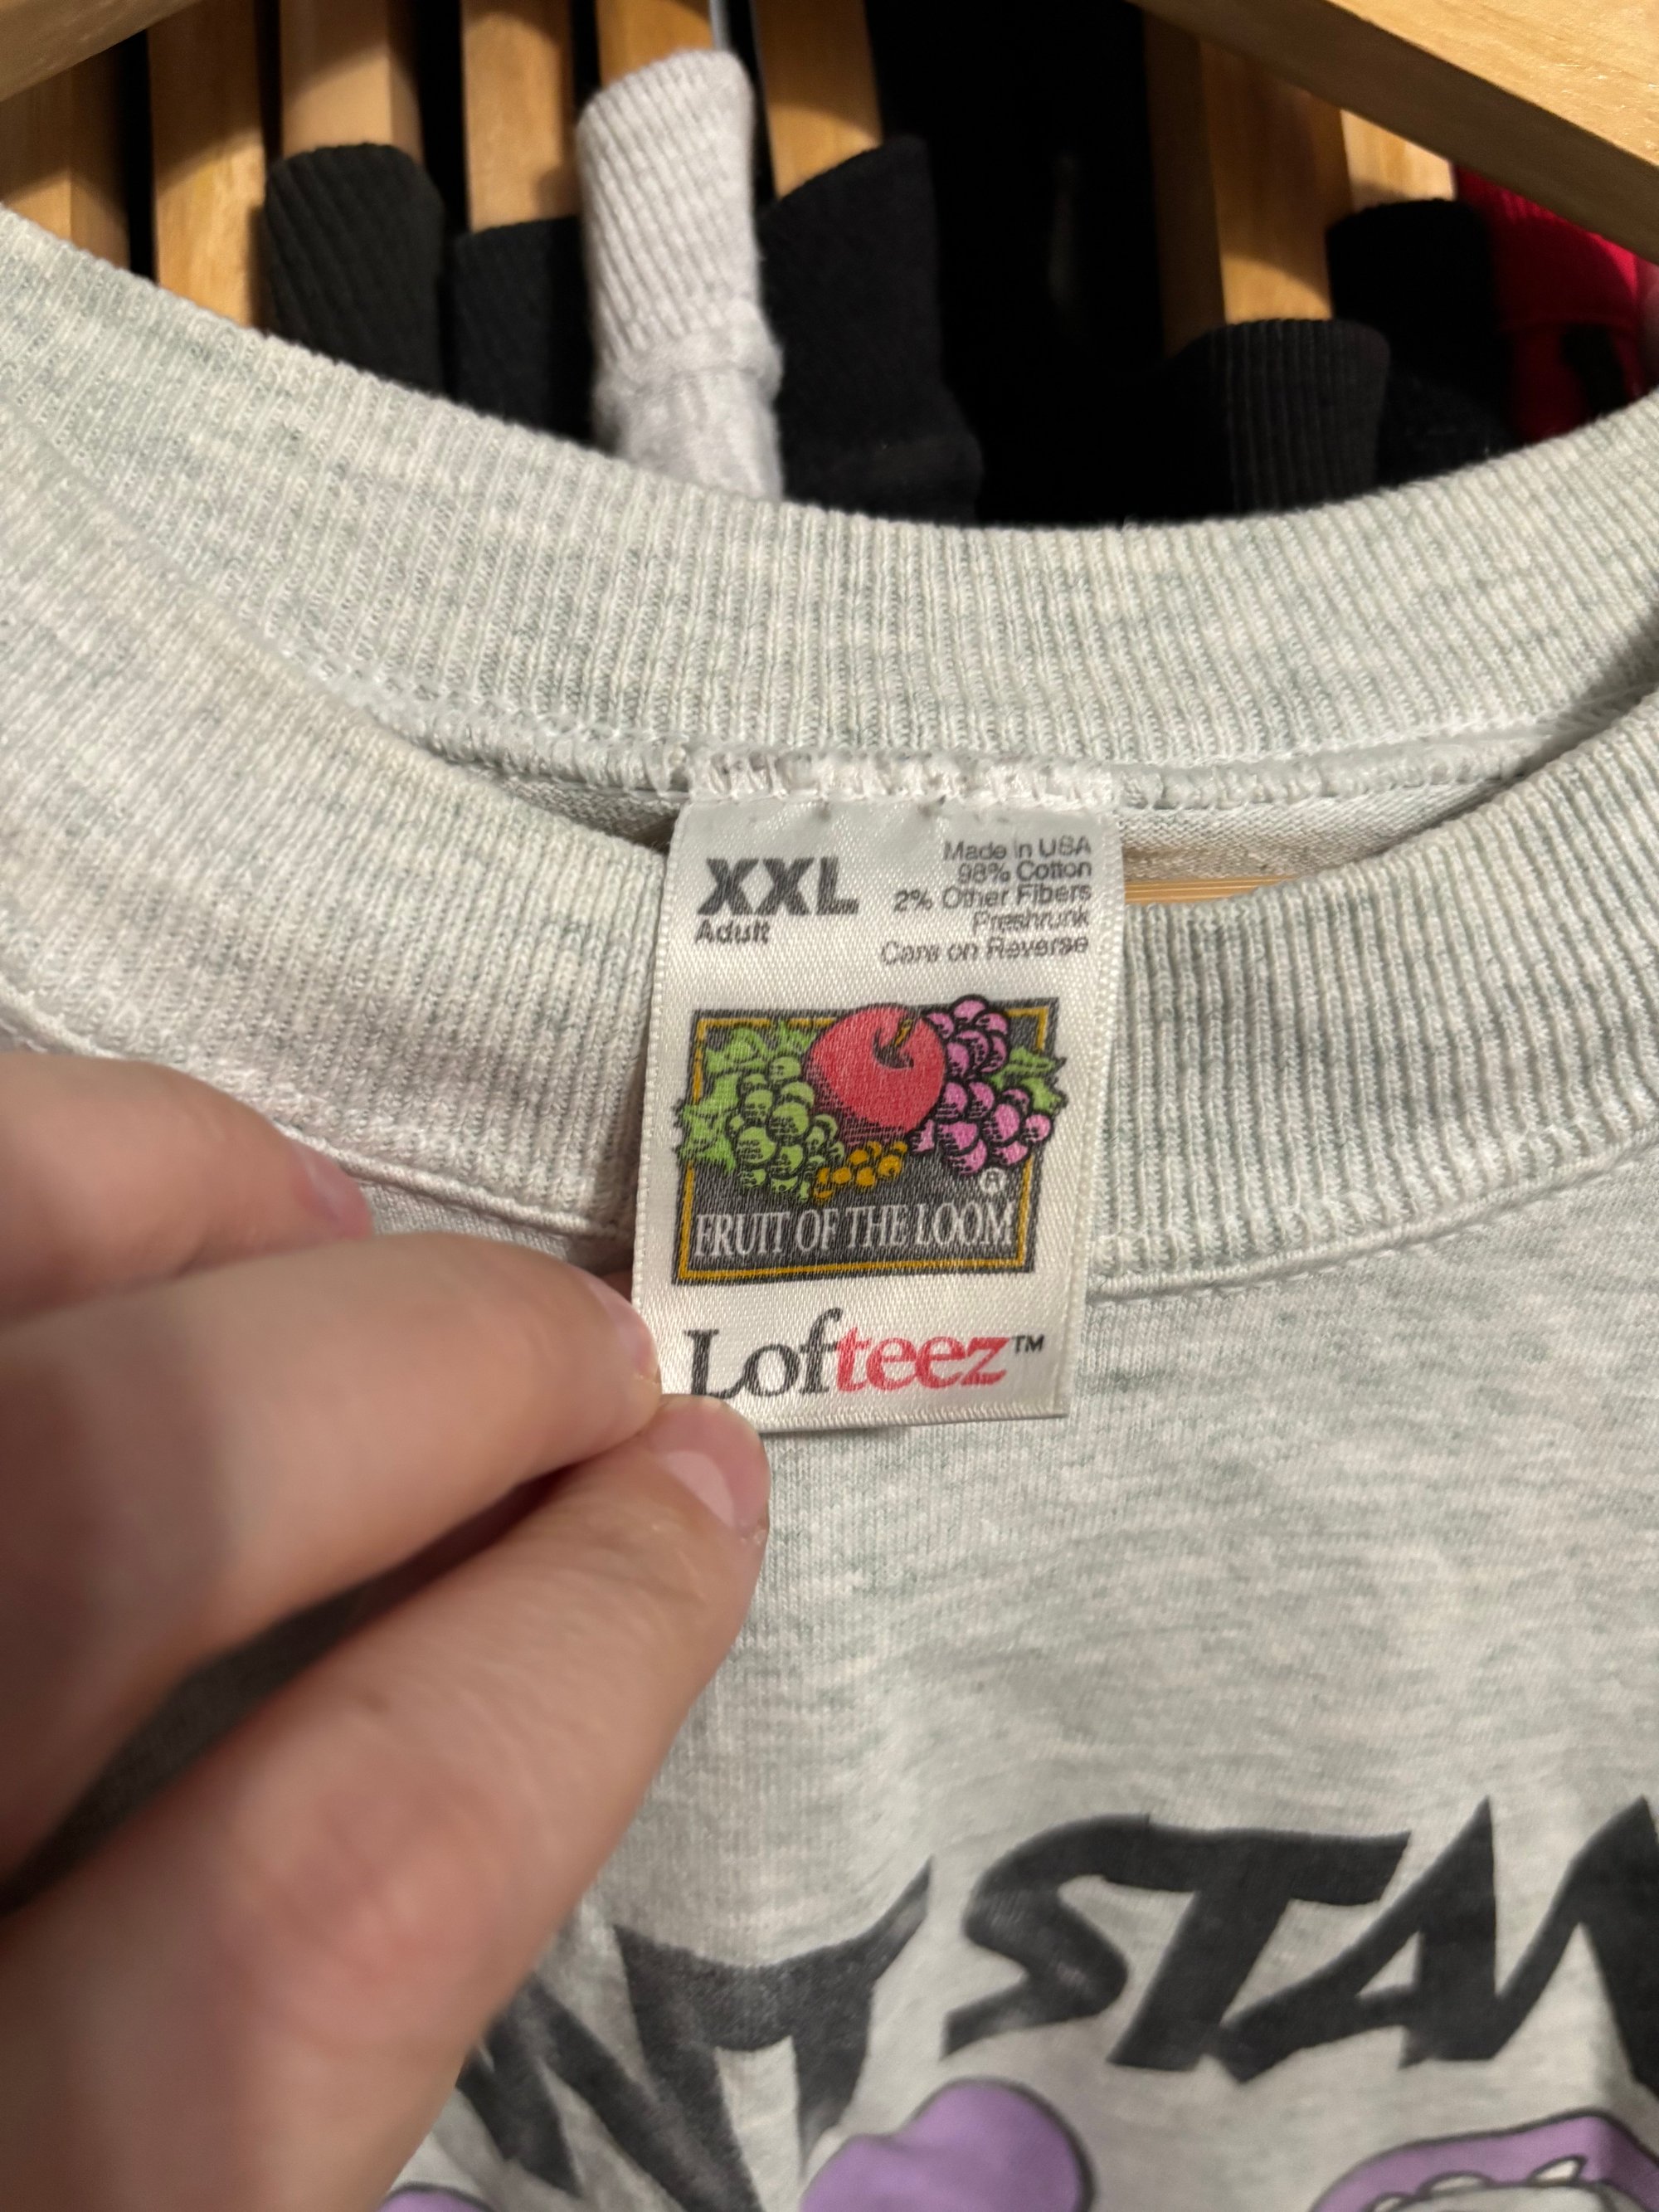 XXL
Adult
Made in USA
98% Cotton
2% Other Fibers
Preshrunk
Care on Reverse
®
FRUIT OF THE LOOM
Lofteez™